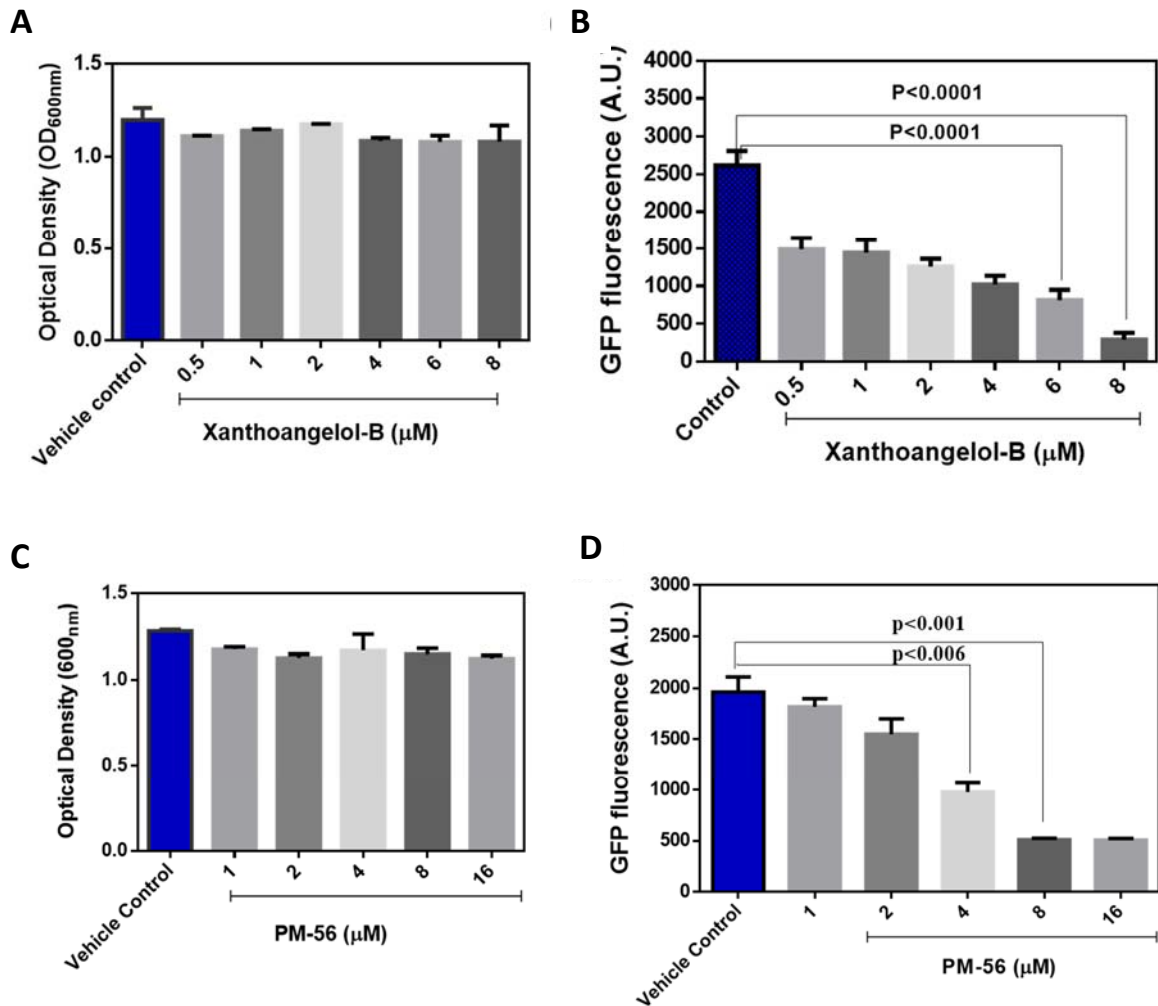 A
Optical Density (OD600nm)
1.5
1.0
0.5
0.0
Vehicle control
0.5
1
2
4
6
8
Xanthoangelol-B (μM)
B
GFP fluorescence (A.U.)
4000
3500
3000
2500
2000
1500
1000
500
0
P<0.0001
P<0.0001
Control
0.5
1
2
4
6
8
Xanthoangelol-B (μM)
C
Optical Density (600nm)
1.5
1.0
0.5
0.0
Vehicle Control
1
2
4
8
16
PM-56 (μM)
D
GFP fluorescence (A.U.)
3000
2500
2000
1500
1000
500
0
p<0.001
p<0.006
Vehicle Control
1
2
4
8
16
PM-56 (μM)